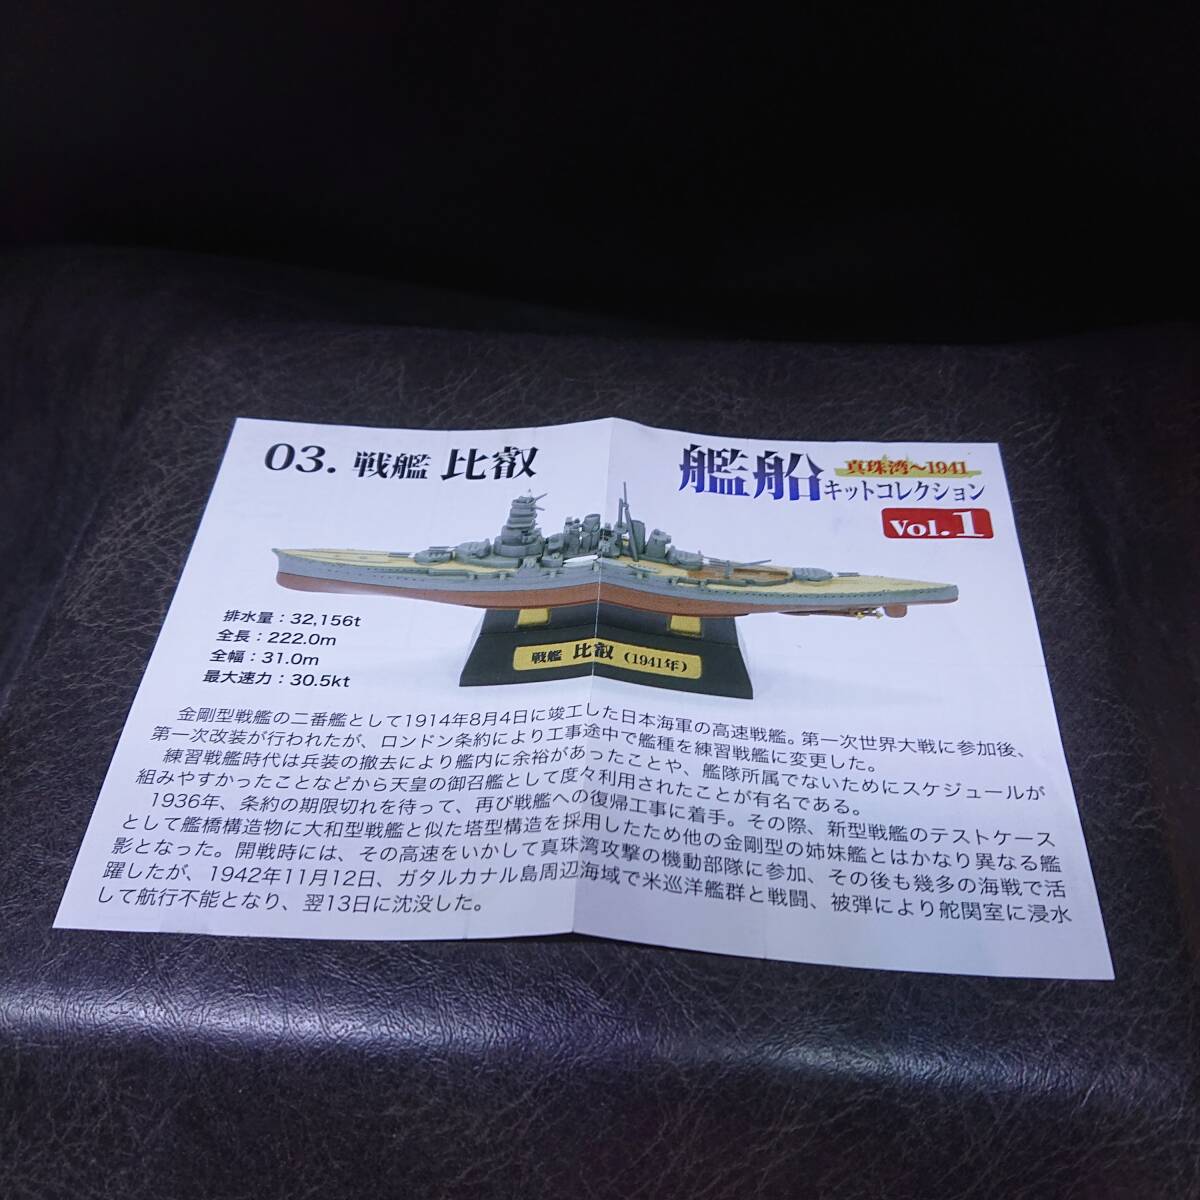 03. 戦艦 比叡
艦船
真珠湾〜1941
キットコレクション
Vol.1
排水量：32,156t
全長：222.0m
全幅：31.0m
最大速力：30.5kt
戦艦 比叡 (1941年)
金剛型戦艦の二番艦として1914年8月4日に竣工した日本海軍の高速戦艦。第一次世界大戦に参加後、
第一次改装が行われたが、ロンドン条約により工事途中で艦種を練習戦艦に変更した。
練習戦艦時代は兵装の撤去により艦内に余裕があったことや、艦隊所属でないためにスケジュールが
組みやすかったことなどから天皇の御召艦として度々利用されたことが有名である。
1936年、条約の期限切れを待って、再び戦艦への復帰工事に着手。その際、新型戦艦のテストケース
として艦橋構造物に大和型戦艦と似た塔型構造を採用したため他の金剛型の姉妹艦とはかなり異なる艦
影となった。開戦時には、その高速をいかして真珠湾攻撃の機動部隊に参加、その後も幾多の海戦で活
躍したが、1942年11月12日、ガタルカナル島周辺海域で米巡洋艦群と戦闘、被弾により舵関室に浸水
して航行不能となり、翌13日に沈没した。